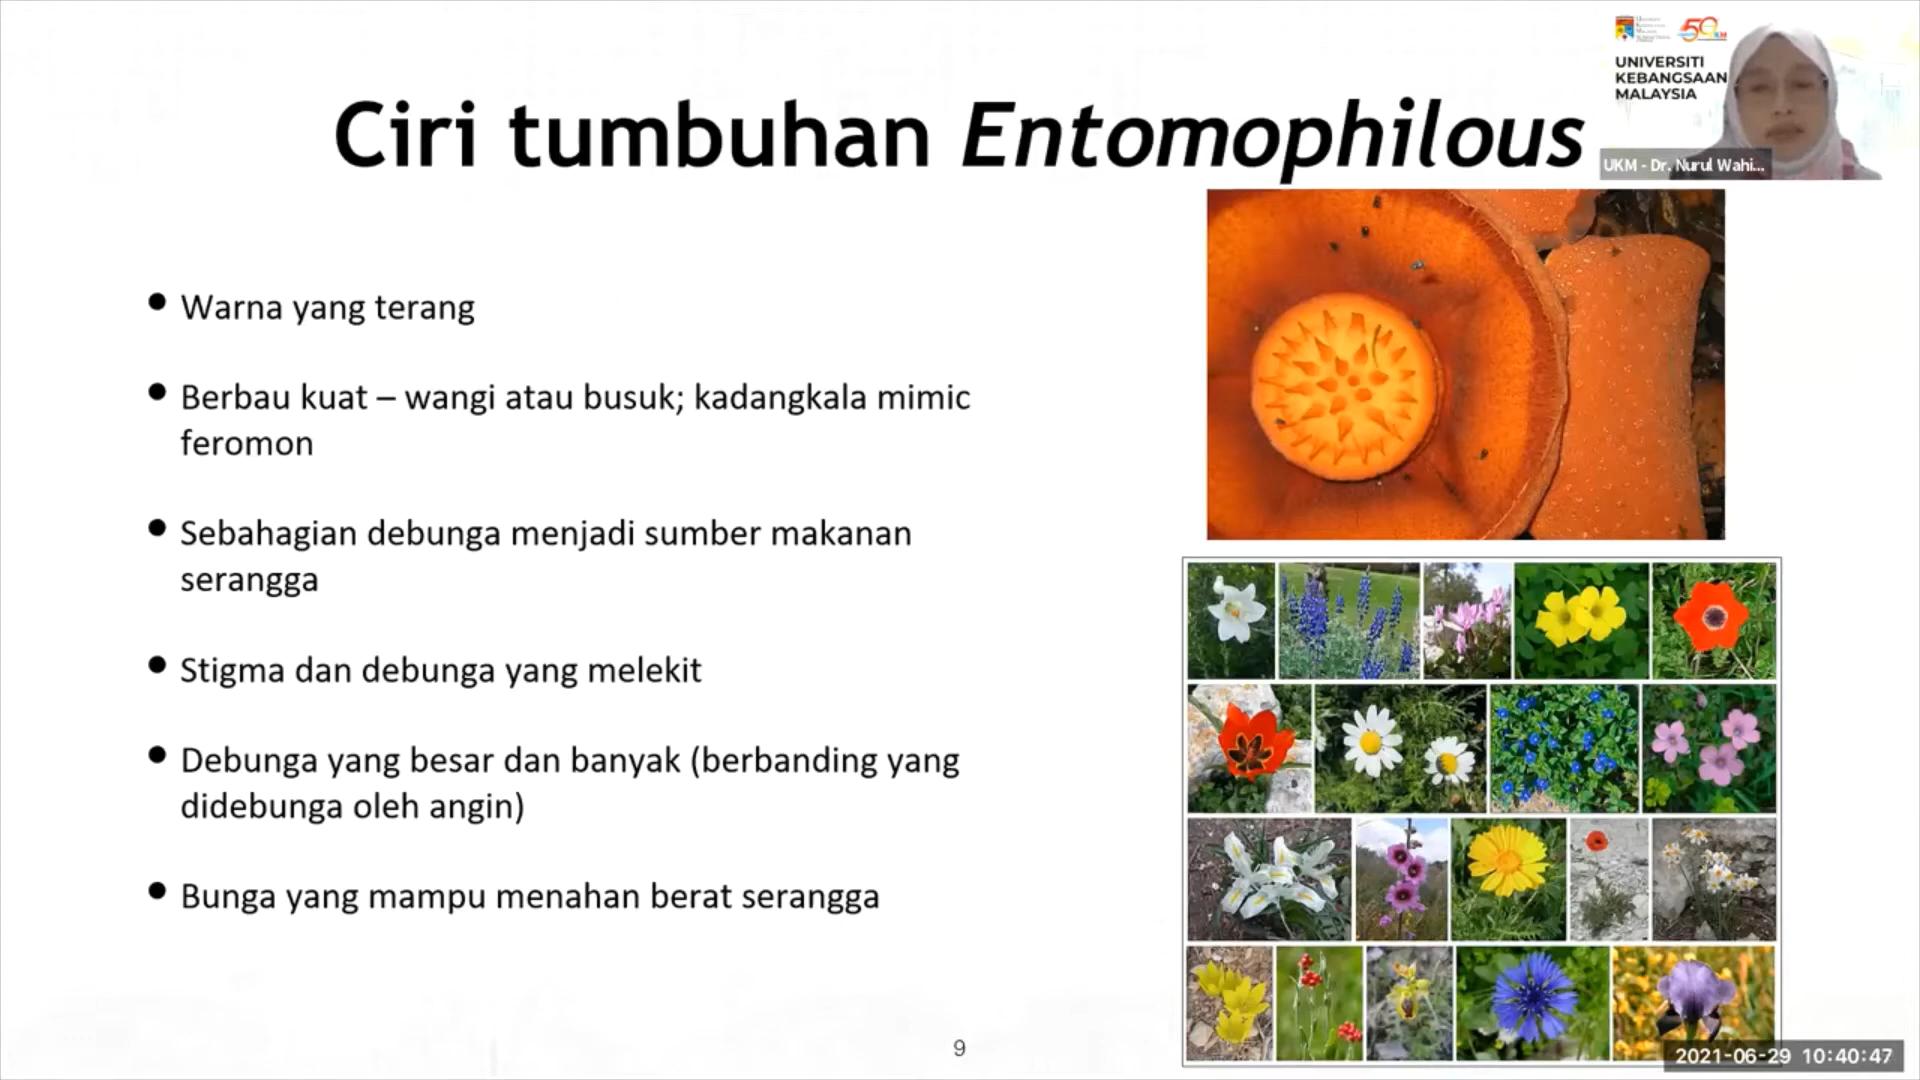 UNIVERSITI
KEBANGSAAN
MALAYSIA
Ciri tumbuhan Entomophilous
UKM - Dr. Nurul Wahi...
• Warna yang terang
• Berbau kuat – wangi atau busuk; kadangkala mimic
feromon
• Sebahagian debunga menjadi sumber makanan
serangga
• Stigma dan debunga yang melekit
• Debunga yang besar dan banyak (berbanding yang
didebunga oleh angin)
• Bunga yang mampu menahan berat serangga
9
2021-06-29 10:40:47